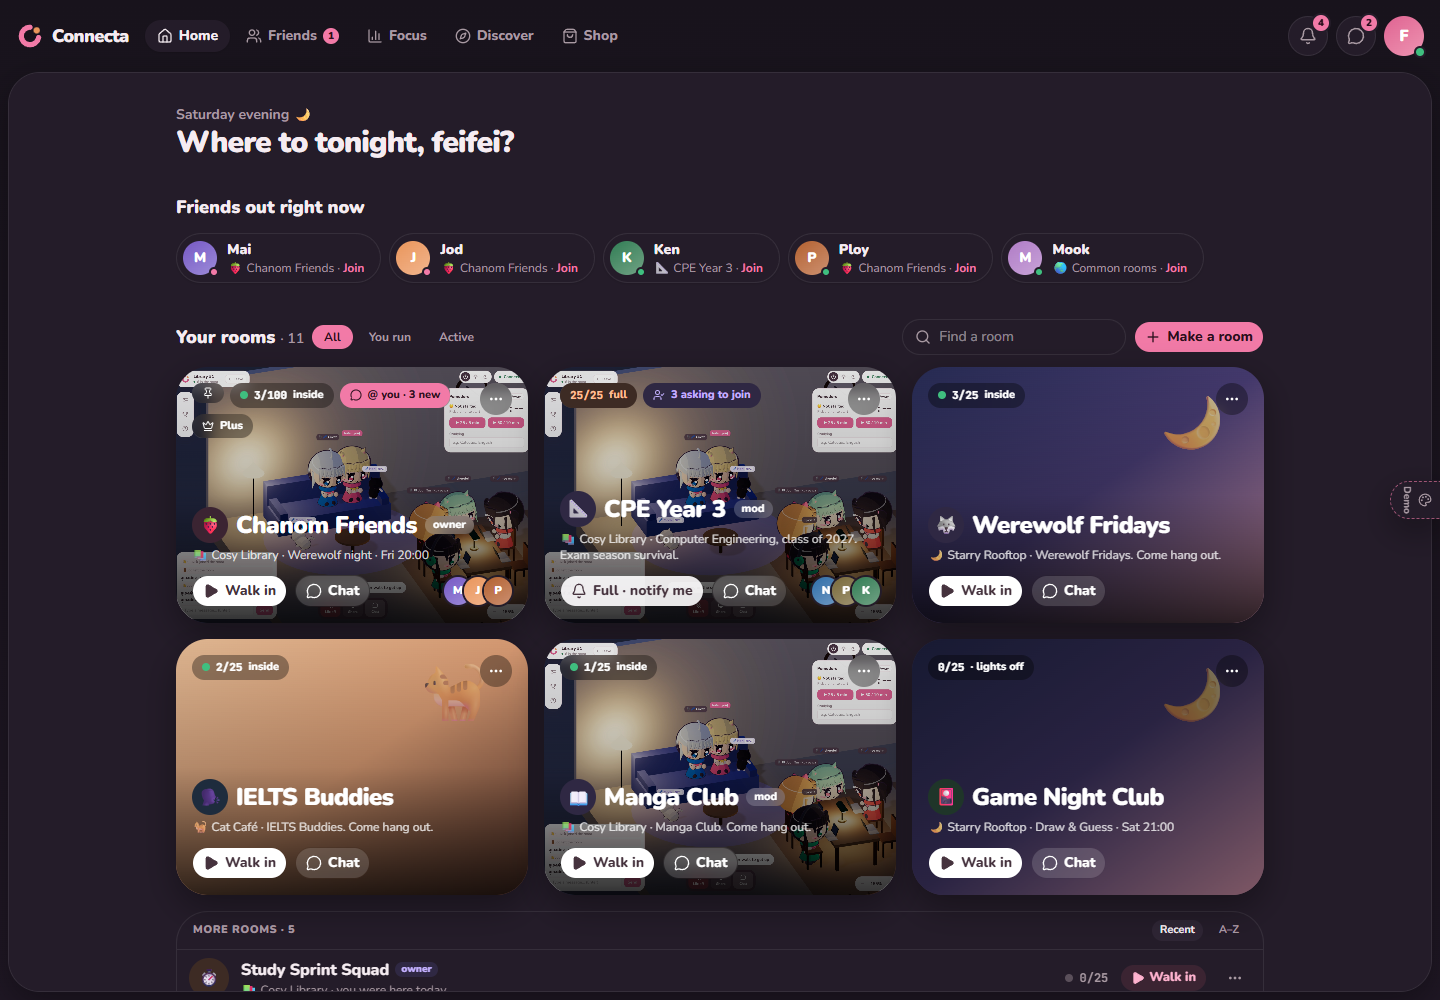 Connecta
Home
Friends 1
Focus
Discover
Shop
4
2
F
Saturday evening
Where to tonight, feifei?
Friends out right now
M
Mai
Chanom Friends · Join
J
Jod
Chanom Friends · Join
K
Ken
CPE Year 3 · Join
P
Ploy
Chanom Friends · Join
M
Mook
Common rooms · Join
Your rooms · 11
All
You run
Active
Find a room
Make a room
3/100 inside
@ you · 3 new
Plus
Chanom Friends owner
Cosy Library · Werewolf night · Fri 20:00
Walk in
Chat
M J P
25/25 full
3 asking to join
CPE Year 3 mod
Cosy Library · Computer Engineering, class of 2027.
Exam season survival.
Full · notify me
Chat
N P K
3/25 inside
Werewolf Fridays
Starry Rooftop · Werewolf Fridays. Come hang out.
Walk in
Chat
Demo
2/25 inside
IELTS Buddies
Cat Café · IELTS Buddies. Come hang out.
Walk in
Chat
1/25 inside
Manga Club mod
Cosy Library · Manga Club. Come hang out.
Walk in
Chat
0/25 · lights off
Game Night Club
Starry Rooftop · Draw & Guess · Sat 21:00
Walk in
Chat
MORE ROOMS · 5
Recent
A–Z
Study Sprint Squad owner
Cosy Library · you were here today
0/25
Walk in